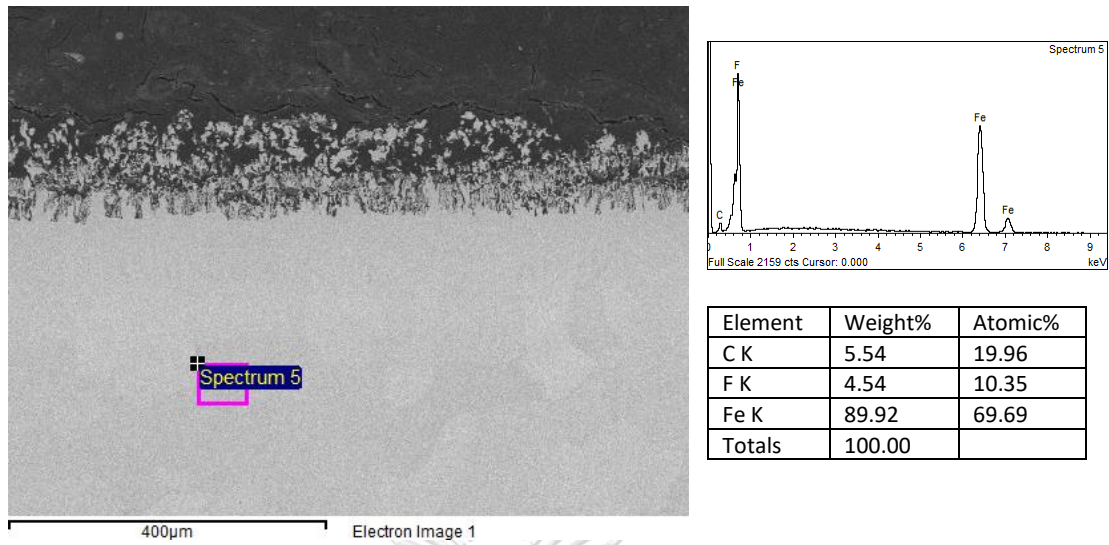 Spectrum 5
400µm
Electron Image 1
Spectrum 5
F
Fe
Fe
Fe
C
0 1 2 3 4 5 6 7 8 9
Full Scale 2159 cts Cursor: 0.000 keV
Element Weight% Atomic%
C K 5.54 19.96
F K 4.54 10.35
Fe K 89.92 69.69
Totals 100.00